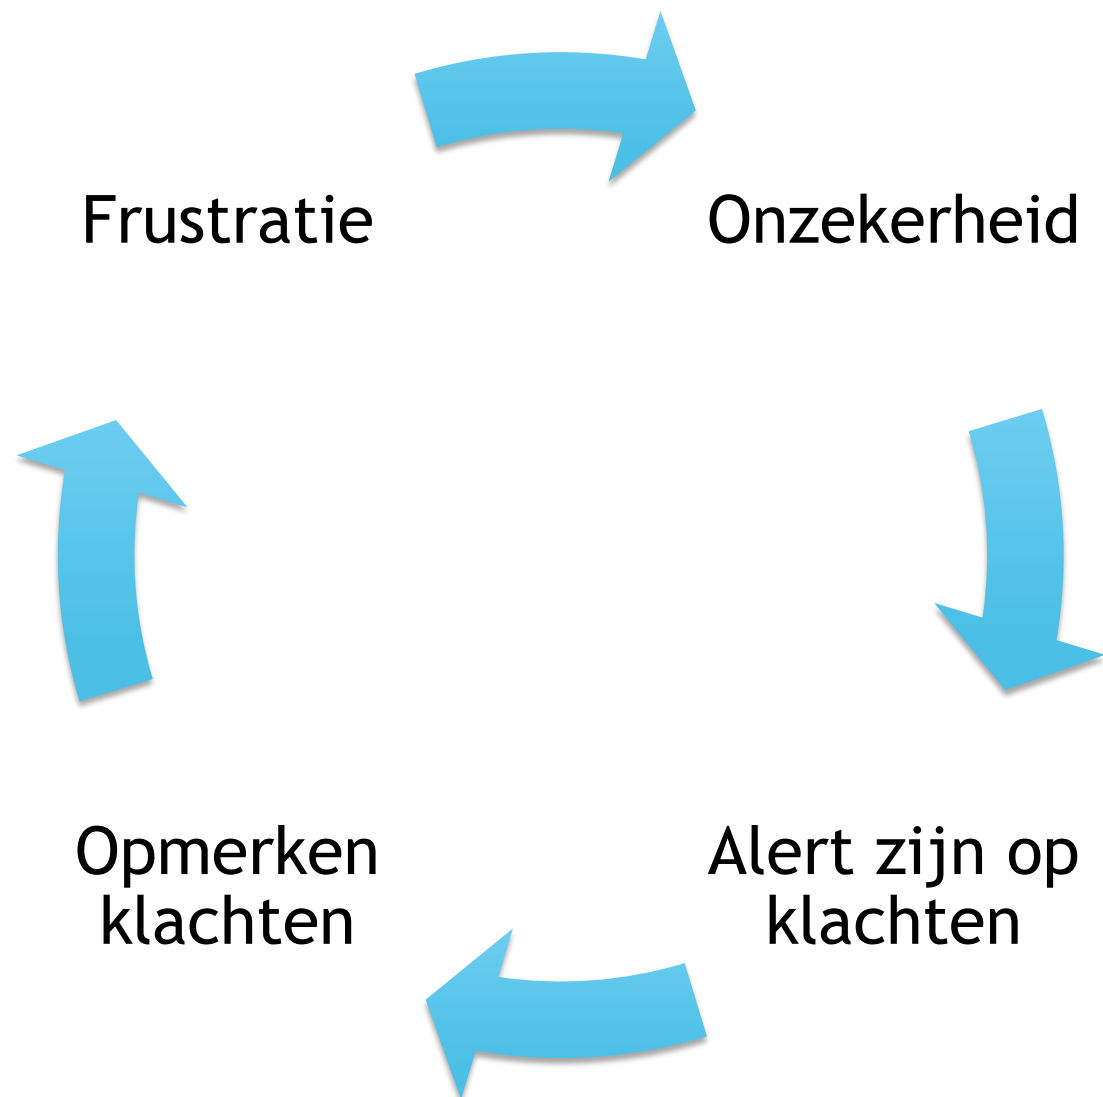 Frustratie
Onzekerheid
Opmerken
klachten
Alert zijn op
klachten